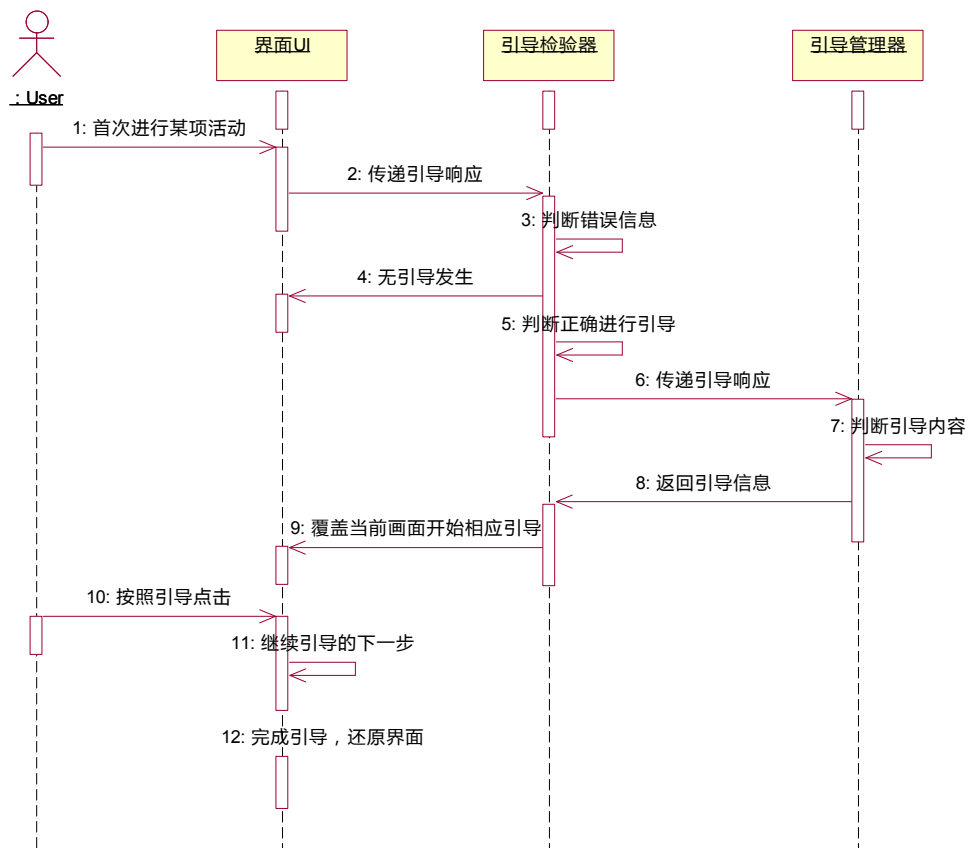 界面UI
引导检验器
引导管理器
: User
1: 首次进行某项活动
2: 传递引导响应
3: 判断错误信息
4: 无引导发生
5: 判断正确进行引导
6: 传递引导响应
7: 判断引导内容
8: 返回引导信息
9: 覆盖当前画面开始相应引导
10: 按照引导点击
11: 继续引导的下一步
12: 完成引导，还原界面